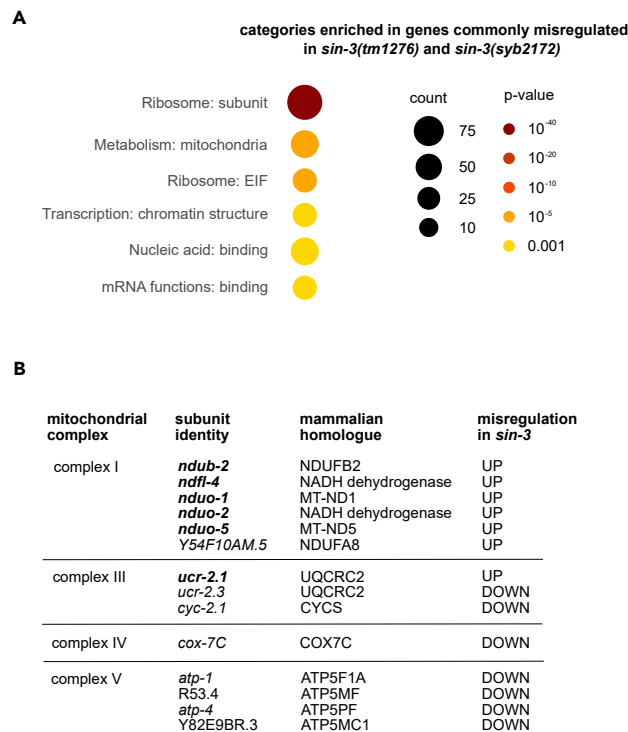 A
categories enriched in genes commonly misregulated
in sin-3(tm1276) and sin-3(syb2172)
count
p-value
Ribosome: subunit
Metabolism: mitochondria
Ribosome: EIF
Transcription: chromatin structure
Nucleic acid: binding
mRNA functions: binding
75
50
25
10
10^-40
10^-20
10^-10
10^-5
0.001
B
mitochondrial complex subunit identity mammalian homologue misregulation in sin-3
complex I ndub-2 NDUFB2 UP
ndfl-4 NADH dehydrogenase UP
nduo-1 MT-ND1 UP
nduo-2 NADH dehydrogenase UP
nduo-5 MT-ND5 UP
Y54F10AM.5 NDUFA8 UP
complex III ucr-2.1 UQCRC2 UP
ucr-2.3 UQCRC2 DOWN
cyc-2.1 CYCS DOWN
complex IV cox-7C COX7C DOWN
complex V atp-1 ATP5F1A DOWN
R53.4 ATP5MF DOWN
atp-4 ATP5PF DOWN
Y82E9BR.3 ATP5MC1 DOWN